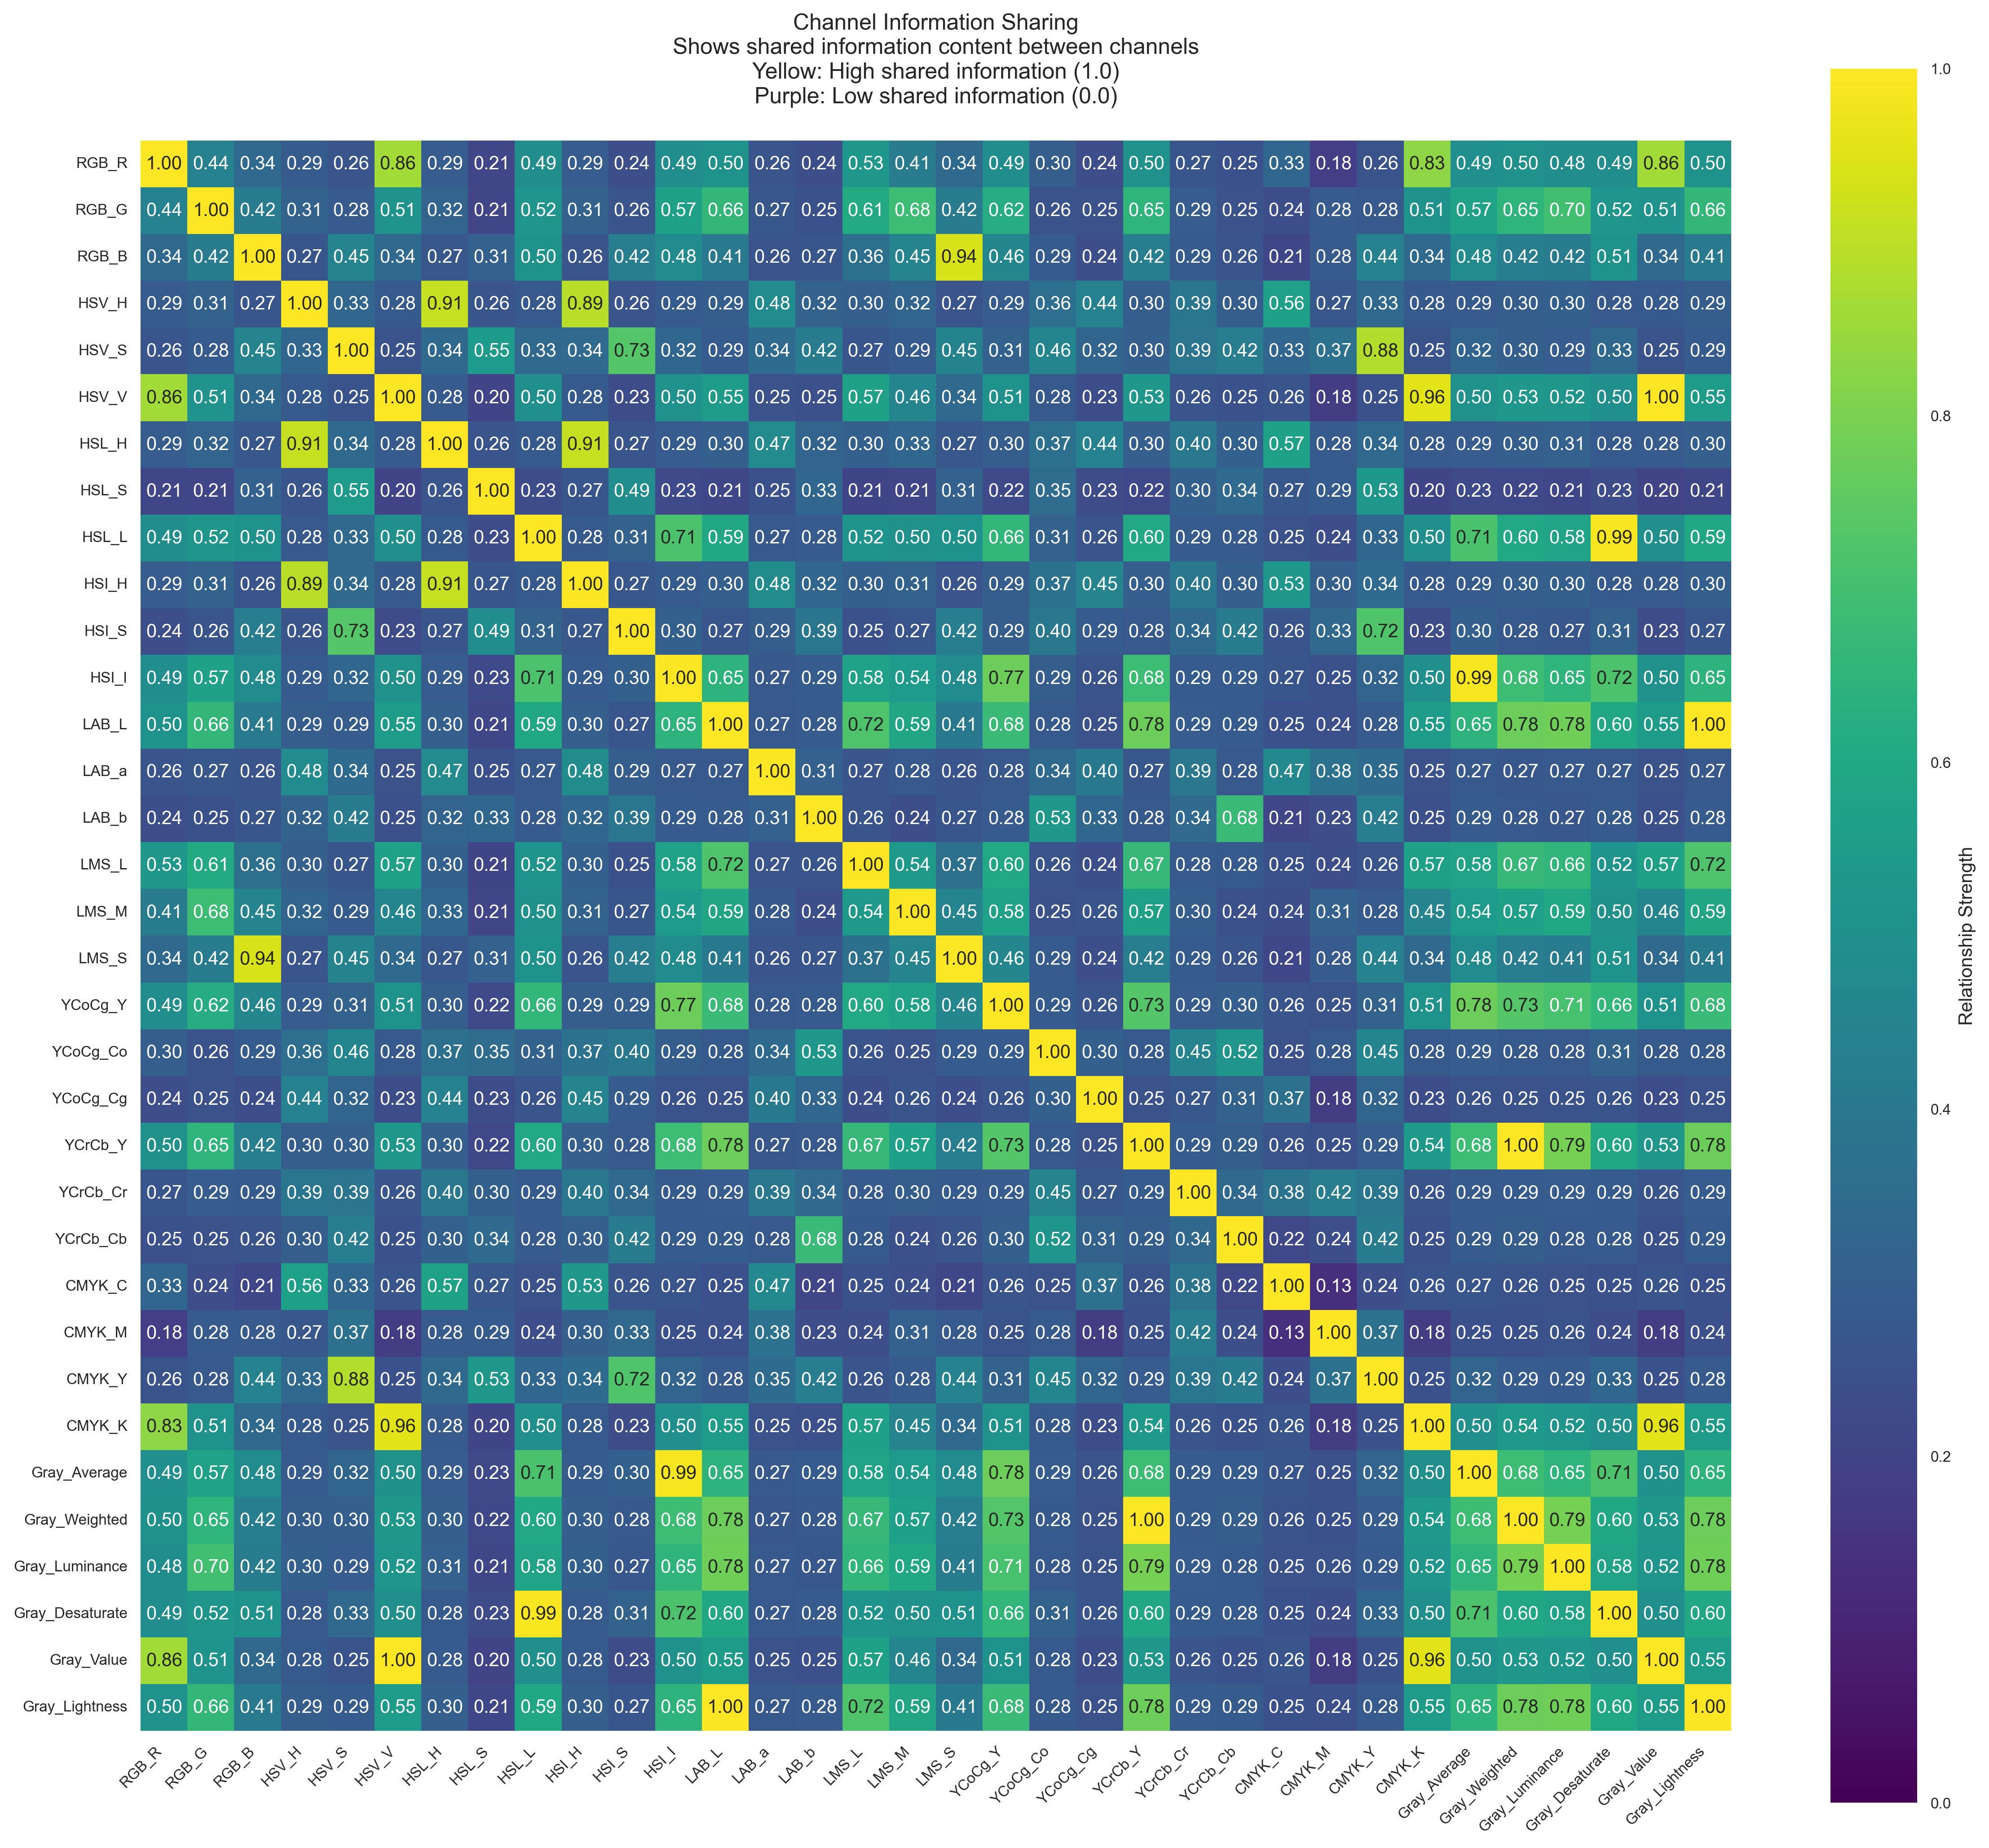 Channel Information Sharing
Shows shared information content between channels
Yellow: High shared information (1.0)
Purple: Low shared information (0.0)
RGB_R 1.00 0.44 0.34 0.29 0.26 0.86 0.29 0.21 0.49 0.29 0.24 0.49 0.50 0.26 0.24 0.53 0.41 0.34 0.49 0.30 0.24 0.50 0.27 0.25 0.33 0.18 0.26 0.83 0.49 0.50 0.48 0.49 0.86 0.50
RGB_G 0.44 1.00 0.42 0.31 0.28 0.51 0.32 0.21 0.52 0.31 0.26 0.57 0.66 0.27 0.25 0.61 0.68 0.42 0.62 0.26 0.25 0.65 0.29 0.25 0.24 0.28 0.28 0.51 0.57 0.65 0.70 0.52 0.51 0.66
RGB_B 0.34 0.42 1.00 0.27 0.45 0.34 0.27 0.31 0.50 0.26 0.42 0.48 0.41 0.26 0.27 0.36 0.45 0.94 0.46 0.29 0.24 0.42 0.29 0.26 0.21 0.28 0.44 0.34 0.48 0.42 0.42 0.51 0.34 0.41
HSV_H 0.29 0.31 0.27 1.00 0.33 0.28 0.91 0.26 0.28 0.89 0.26 0.29 0.29 0.48 0.32 0.30 0.32 0.27 0.29 0.36 0.44 0.30 0.39 0.30 0.56 0.27 0.33 0.28 0.29 0.30 0.30 0.28 0.28 0.29
HSV_S 0.26 0.28 0.45 0.33 1.00 0.25 0.34 0.55 0.33 0.34 0.73 0.32 0.29 0.34 0.42 0.27 0.29 0.45 0.31 0.46 0.32 0.30 0.39 0.42 0.33 0.37 0.88 0.25 0.32 0.30 0.29 0.33 0.25 0.29
HSV_V 0.86 0.51 0.34 0.28 0.25 1.00 0.28 0.20 0.50 0.28 0.23 0.50 0.55 0.25 0.25 0.57 0.46 0.34 0.51 0.28 0.23 0.53 0.26 0.25 0.26 0.18 0.25 0.96 0.50 0.53 0.52 0.50 1.00 0.55
HSL_H 0.29 0.32 0.27 0.91 0.34 0.28 1.00 0.26 0.28 0.91 0.27 0.29 0.30 0.47 0.32 0.30 0.33 0.27 0.30 0.37 0.44 0.30 0.40 0.30 0.57 0.28 0.34 0.28 0.29 0.30 0.31 0.28 0.28 0.30
HSL_S 0.21 0.21 0.31 0.26 0.55 0.20 0.26 1.00 0.23 0.27 0.49 0.23 0.21 0.25 0.33 0.21 0.21 0.31 0.22 0.35 0.23 0.22 0.30 0.34 0.27 0.29 0.53 0.20 0.23 0.22 0.21 0.23 0.20 0.21
HSL_L 0.49 0.52 0.50 0.28 0.33 0.50 0.28 0.23 1.00 0.28 0.31 0.71 0.59 0.27 0.28 0.52 0.50 0.50 0.66 0.31 0.26 0.60 0.29 0.28 0.25 0.24 0.33 0.50 0.71 0.60 0.58 0.99 0.50 0.59
HSI_H 0.29 0.31 0.26 0.89 0.34 0.28 0.91 0.27 0.28 1.00 0.27 0.29 0.30 0.48 0.32 0.30 0.31 0.26 0.29 0.37 0.45 0.30 0.40 0.30 0.53 0.30 0.34 0.28 0.29 0.30 0.30 0.28 0.28 0.30
HSI_S 0.24 0.26 0.42 0.26 0.73 0.23 0.27 0.49 0.31 0.27 1.00 0.30 0.27 0.29 0.39 0.25 0.27 0.42 0.29 0.40 0.29 0.28 0.34 0.42 0.26 0.33 0.72 0.23 0.30 0.28 0.27 0.31 0.23 0.27
HSI_I 0.49 0.57 0.48 0.29 0.32 0.50 0.29 0.23 0.71 0.29 0.30 1.00 0.65 0.27 0.29 0.58 0.54 0.48 0.77 0.29 0.26 0.68 0.29 0.29 0.27 0.25 0.32 0.50 0.99 0.68 0.65 0.72 0.50 0.65
LAB_L 0.50 0.66 0.41 0.29 0.29 0.55 0.30 0.21 0.59 0.30 0.27 0.65 1.00 0.27 0.28 0.72 0.59 0.41 0.68 0.28 0.25 0.78 0.29 0.29 0.25 0.24 0.28 0.55 0.65 0.78 0.78 0.60 0.55 1.00
LAB_a 0.26 0.27 0.26 0.48 0.34 0.25 0.47 0.25 0.27 0.48 0.29 0.27 0.27 1.00 0.31 0.27 0.28 0.26 0.28 0.34 0.40 0.27 0.39 0.28 0.47 0.38 0.35 0.25 0.27 0.27 0.27 0.27 0.25 0.27
LAB_b 0.24 0.25 0.27 0.32 0.42 0.25 0.32 0.33 0.28 0.32 0.39 0.29 0.28 0.31 1.00 0.26 0.24 0.27 0.28 0.53 0.33 0.28 0.34 0.68 0.21 0.23 0.42 0.25 0.29 0.28 0.27 0.28 0.25 0.28
LMS_L 0.53 0.61 0.36 0.30 0.27 0.57 0.30 0.21 0.52 0.30 0.25 0.58 0.72 0.27 0.26 1.00 0.54 0.37 0.60 0.26 0.24 0.67 0.28 0.28 0.25 0.24 0.26 0.57 0.58 0.67 0.66 0.52 0.57 0.72
LMS_M 0.41 0.68 0.45 0.32 0.29 0.46 0.33 0.21 0.50 0.31 0.27 0.54 0.59 0.28 0.24 0.54 1.00 0.45 0.58 0.25 0.26 0.57 0.30 0.24 0.24 0.31 0.28 0.45 0.54 0.57 0.59 0.50 0.46 0.59
LMS_S 0.34 0.42 0.94 0.27 0.45 0.34 0.27 0.31 0.50 0.26 0.42 0.48 0.41 0.26 0.27 0.37 0.45 1.00 0.46 0.29 0.24 0.42 0.29 0.26 0.21 0.28 0.44 0.34 0.48 0.42 0.41 0.51 0.34 0.41
YCoCg_Y 0.49 0.62 0.46 0.29 0.31 0.51 0.30 0.22 0.66 0.29 0.29 0.77 0.68 0.28 0.28 0.60 0.58 0.46 1.00 0.29 0.26 0.73 0.29 0.30 0.26 0.25 0.31 0.51 0.78 0.73 0.71 0.66 0.51 0.68
YCoCg_Co 0.30 0.26 0.29 0.36 0.46 0.28 0.37 0.35 0.31 0.37 0.40 0.29 0.28 0.34 0.53 0.26 0.25 0.29 0.29 1.00 0.30 0.28 0.45 0.52 0.25 0.28 0.45 0.28 0.29 0.28 0.28 0.31 0.28 0.28
YCoCg_Cg 0.24 0.25 0.24 0.44 0.32 0.23 0.44 0.23 0.26 0.45 0.29 0.26 0.25 0.40 0.33 0.24 0.26 0.24 0.26 0.30 1.00 0.25 0.27 0.31 0.37 0.18 0.32 0.23 0.26 0.25 0.25 0.26 0.23 0.25
YCrCb_Y 0.50 0.65 0.42 0.30 0.30 0.53 0.30 0.22 0.60 0.30 0.28 0.68 0.78 0.27 0.28 0.67 0.57 0.42 0.73 0.28 0.25 1.00 0.29 0.29 0.26 0.25 0.29 0.54 0.68 1.00 0.79 0.60 0.53 0.78
YCrCb_Cr 0.27 0.29 0.29 0.39 0.39 0.26 0.40 0.30 0.29 0.40 0.34 0.29 0.29 0.39 0.34 0.28 0.30 0.29 0.29 0.45 0.27 0.29 1.00 0.34 0.38 0.42 0.39 0.26 0.29 0.29 0.29 0.29 0.26 0.29
YCrCb_Cb 0.25 0.25 0.26 0.30 0.42 0.25 0.30 0.34 0.28 0.30 0.42 0.29 0.29 0.28 0.68 0.28 0.24 0.26 0.30 0.52 0.31 0.29 0.34 1.00 0.22 0.24 0.42 0.25 0.29 0.29 0.28 0.28 0.25 0.29
CMYK_C 0.33 0.24 0.21 0.56 0.33 0.26 0.57 0.27 0.25 0.53 0.26 0.27 0.25 0.47 0.21 0.25 0.24 0.21 0.26 0.25 0.37 0.26 0.38 0.22 1.00 0.13 0.24 0.26 0.27 0.26 0.25 0.25 0.26 0.25
CMYK_M 0.18 0.28 0.28 0.27 0.37 0.18 0.28 0.29 0.24 0.30 0.33 0.25 0.24 0.38 0.23 0.24 0.31 0.28 0.25 0.28 0.18 0.25 0.42 0.24 0.13 1.00 0.37 0.18 0.25 0.25 0.26 0.24 0.18 0.24
CMYK_Y 0.26 0.28 0.44 0.33 0.88 0.25 0.34 0.53 0.33 0.34 0.72 0.32 0.28 0.35 0.42 0.26 0.28 0.44 0.31 0.45 0.32 0.29 0.39 0.42 0.24 0.37 1.00 0.25 0.32 0.29 0.29 0.33 0.25 0.28
CMYK_K 0.83 0.51 0.34 0.28 0.25 0.96 0.28 0.20 0.50 0.28 0.23 0.50 0.55 0.25 0.25 0.57 0.45 0.34 0.51 0.28 0.23 0.54 0.26 0.25 0.26 0.18 0.25 1.00 0.50 0.54 0.52 0.50 0.96 0.55
Gray_Average 0.49 0.57 0.48 0.29 0.32 0.50 0.29 0.23 0.71 0.29 0.30 0.99 0.65 0.27 0.29 0.58 0.54 0.48 0.78 0.29 0.26 0.68 0.29 0.29 0.27 0.25 0.32 0.50 1.00 0.68 0.65 0.71 0.50 0.65
Gray_Weighted 0.50 0.65 0.42 0.30 0.30 0.53 0.30 0.22 0.60 0.30 0.28 0.68 0.78 0.27 0.28 0.67 0.57 0.42 0.73 0.28 0.25 1.00 0.29 0.29 0.26 0.25 0.29 0.54 0.68 1.00 0.79 0.60 0.53 0.78
Gray_Luminance 0.48 0.70 0.42 0.30 0.29 0.52 0.31 0.21 0.58 0.30 0.27 0.65 0.78 0.27 0.27 0.66 0.59 0.41 0.71 0.28 0.25 0.79 0.29 0.28 0.25 0.26 0.29 0.52 0.65 0.79 1.00 0.58 0.52 0.78
Gray_Desaturate 0.49 0.52 0.51 0.28 0.33 0.50 0.28 0.23 0.99 0.28 0.31 0.72 0.60 0.27 0.28 0.52 0.50 0.51 0.66 0.31 0.26 0.60 0.29 0.28 0.25 0.24 0.33 0.50 0.71 0.60 0.58 1.00 0.50 0.60
Gray_Value 0.86 0.51 0.34 0.28 0.25 1.00 0.28 0.20 0.50 0.28 0.23 0.50 0.55 0.25 0.25 0.57 0.46 0.34 0.51 0.28 0.23 0.53 0.26 0.25 0.26 0.18 0.25 0.96 0.50 0.53 0.52 0.50 1.00 0.55
Gray_Lightness 0.50 0.66 0.41 0.29 0.29 0.55 0.30 0.21 0.59 0.30 0.27 0.65 1.00 0.27 0.28 0.72 0.59 0.41 0.68 0.28 0.25 0.78 0.29 0.29 0.25 0.24 0.28 0.55 0.65 0.78 0.78 0.60 0.55 1.00
RGB_R RGB_G RGB_B HSV_H HSV_S HSV_V HSL_H HSL_S HSL_L HSI_H HSI_S HSI_I LAB_L LAB_a LAB_b LMS_L LMS_M LMS_S YCoCg_Y YCoCg_Co YCoCg_Cg YCrCb_Y YCrCb_Cr YCrCb_Cb CMYK_C CMYK_M CMYK_Y CMYK_K Gray_Average Gray_Weighted Gray_Luminance Gray_Desaturate Gray_Value Gray_Lightness
1.0
0.8
0.6
0.4
0.2
0.0
Relationship Strength